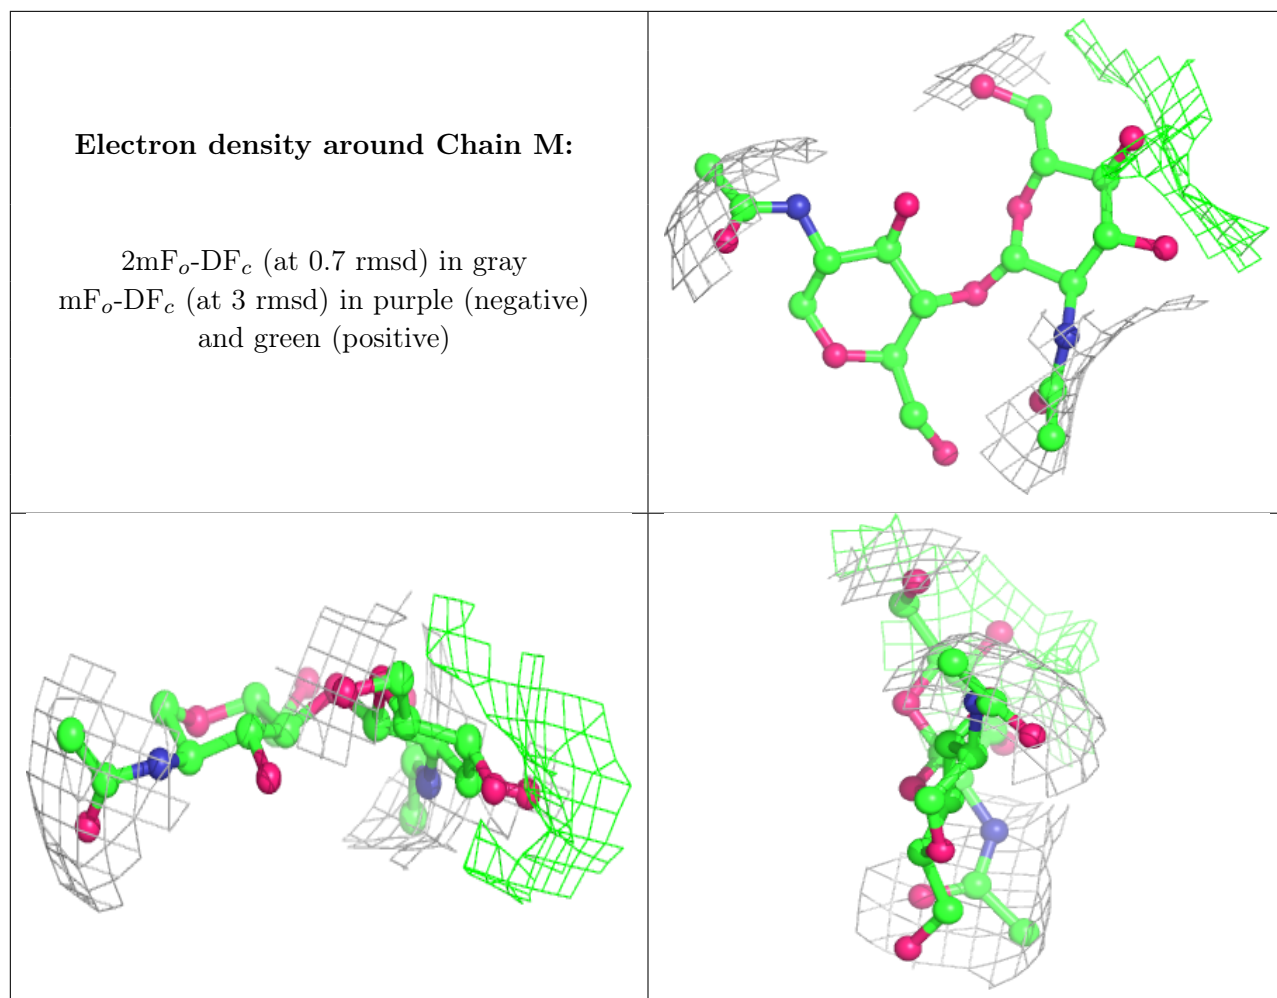 Electron density around Chain M:
2mFo-DFc (at 0.7 rmsd) in gray
mFo-DFc (at 3 rmsd) in purple (negative)
and green (positive)